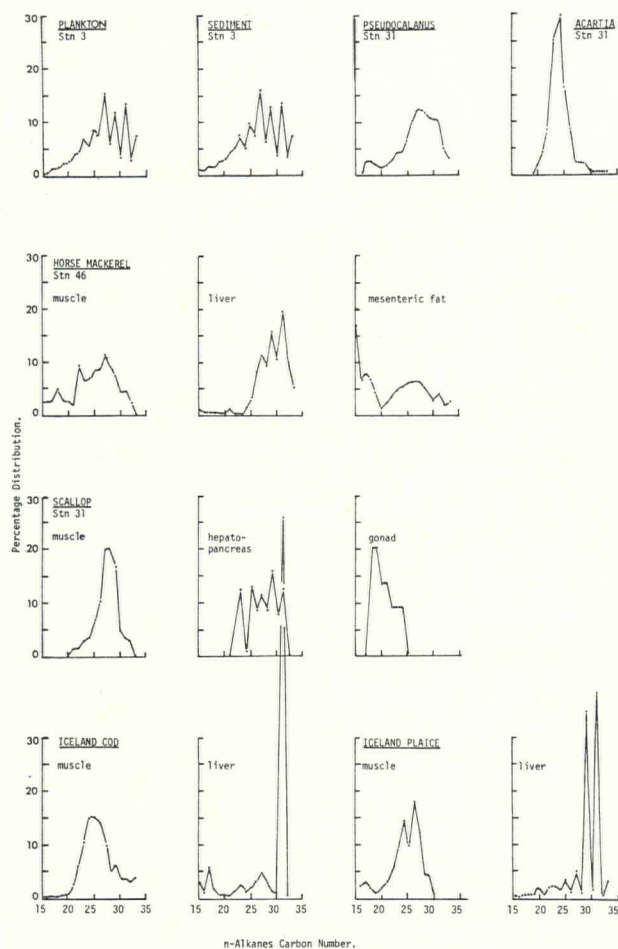 PLANKTON
Stn 3
SEDIMENT
Stn 3
PSEUDOCALANUS
Stn 31
ACARTIA
Stn 31
30
20
10
0
HORSE MACKEREL
Stn 46
muscle
liver
mesenteric fat
30
20
10
0
Percentage Distribution.
SCALLOP
Stn 31
muscle
hepato-
pancreas
gonad
30
20
10
0
ICELAND COD
muscle
liver
ICELAND PLAICE
muscle
liver
30
20
10
0
15 20 25 30 35
15 20 25 30 35
15 20 25 30 35
15 20 25 30 35
n-Alkanes Carbon Number.